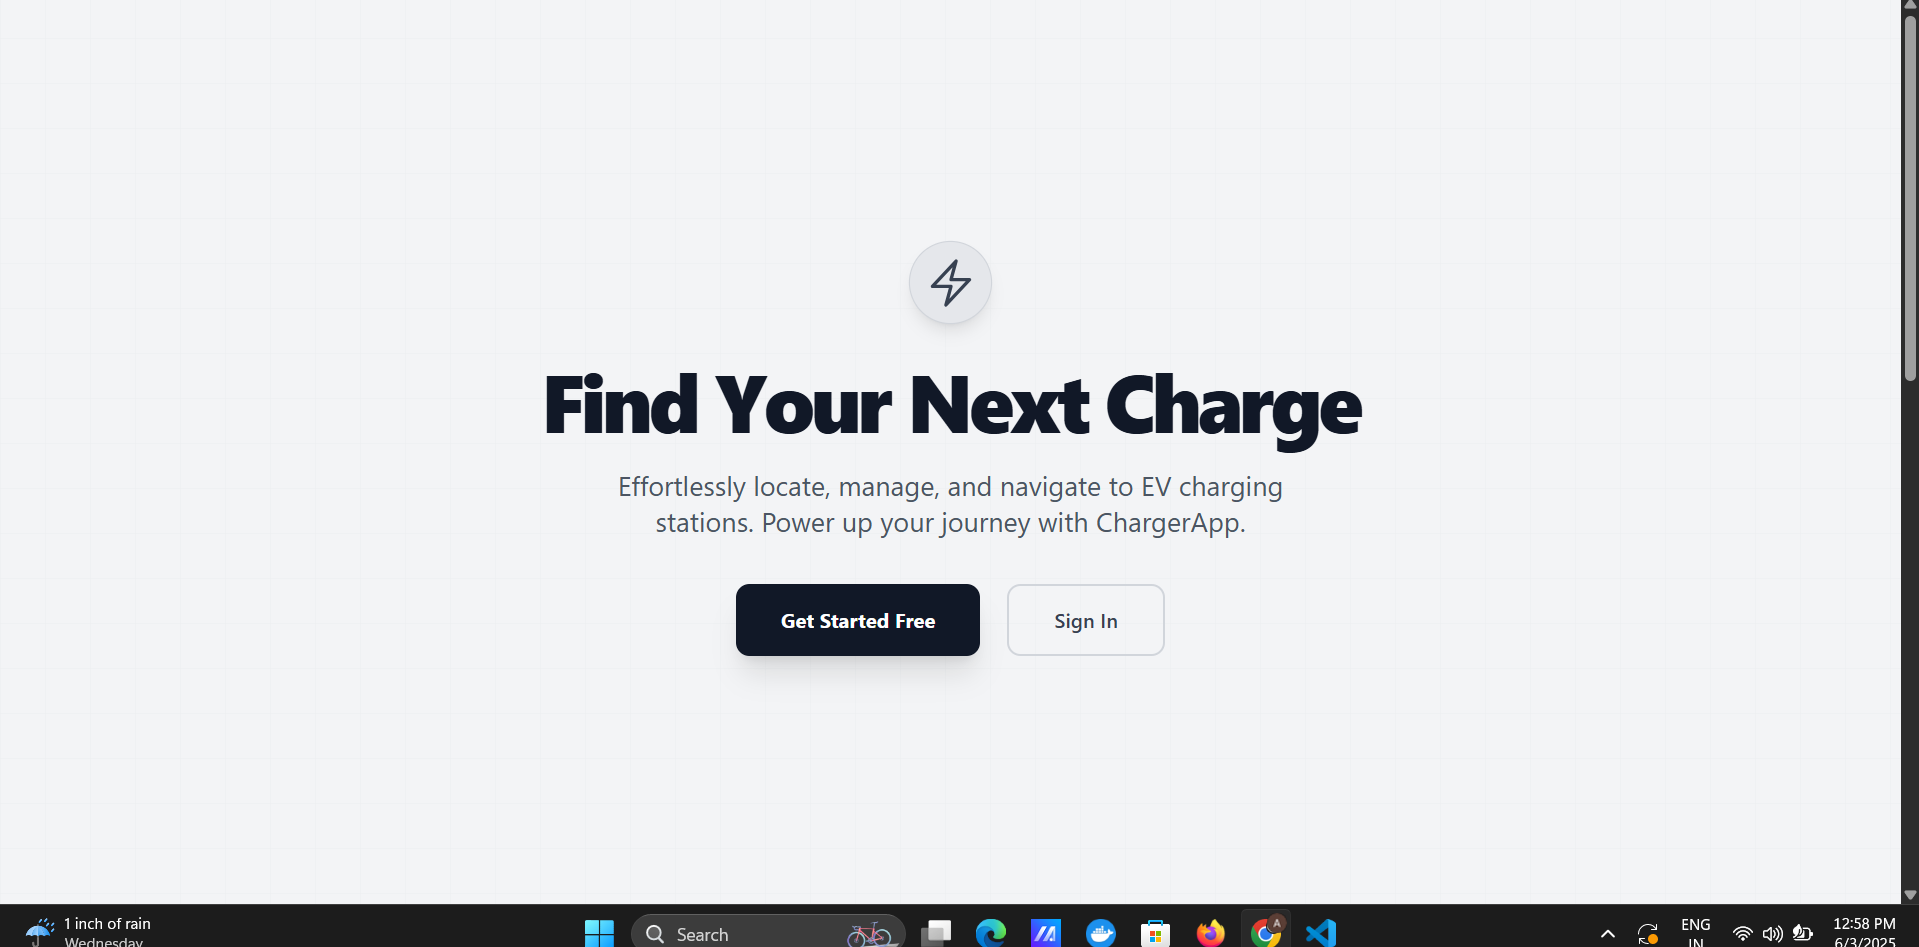 Find Your Next Charge
Effortlessly locate, manage, and navigate to EV charging
stations. Power up your journey with ChargerApp.
Get Started Free
Sign In
1 inch of rain
Wednesday
Search
A
ENG
IN
12:58 PM
6/3/2025